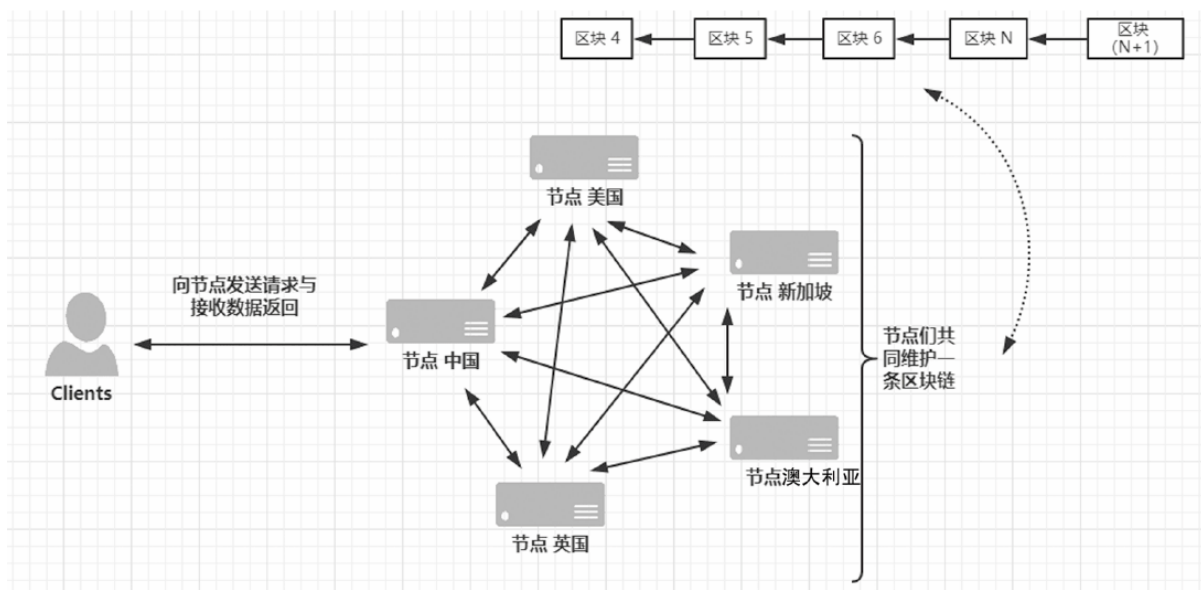 区块 4
区块 5
区块 6
区块 N
区块
(N+1)
节点 美国
节点 新加坡
向节点发送请求与
接收数据返回
节点 中国
Clients
节点们共
同维护一
条区块链
节点澳大利亚
节点 英国